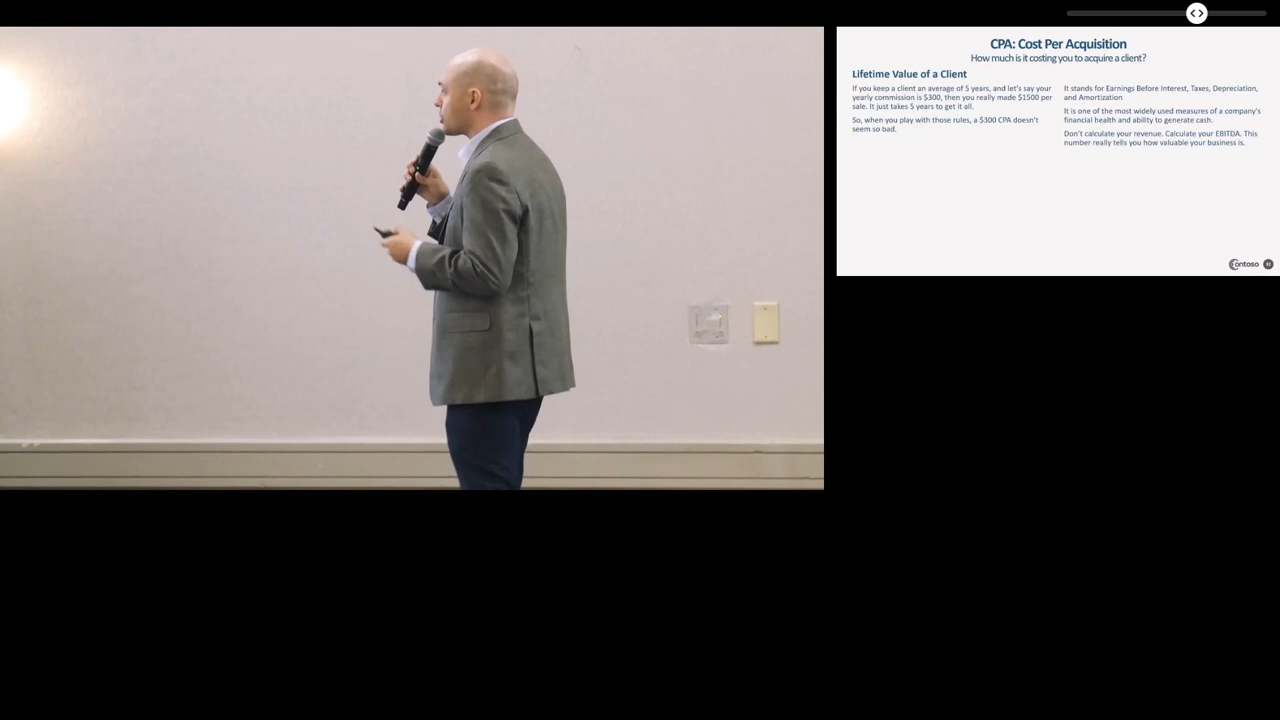 CPA: Cost Per Acquisition
How much is it costing you to acquire a client?
Lifetime Value of a Client
If you keep a client an average of 5 years, and let's say your
yearly commission is $300, then you really made $1500 per
sale. It just takes 5 years to get it all.
So, when you play with those rules, a $300 CPA doesn't
seem so bad.
It stands for Earnings Before Interest, Taxes, Depreciation,
and Amortization
It is one of the most widely used measures of a company's
financial health and ability to generate cash.
Don't calculate your revenue. Calculate your EBITDA. This
number really tells you how valuable your business is.
Contoso